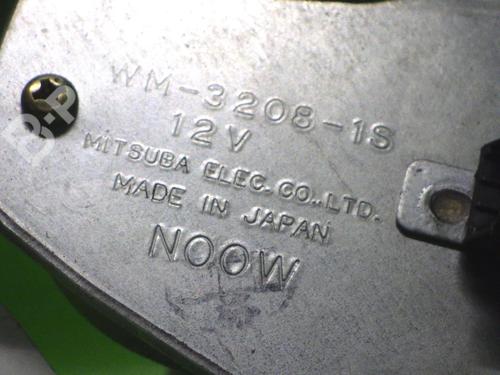 WM-3208-1S
12V
MITSUBA ELEC. CO., LTD.
MADE IN JAPAN
NOOW